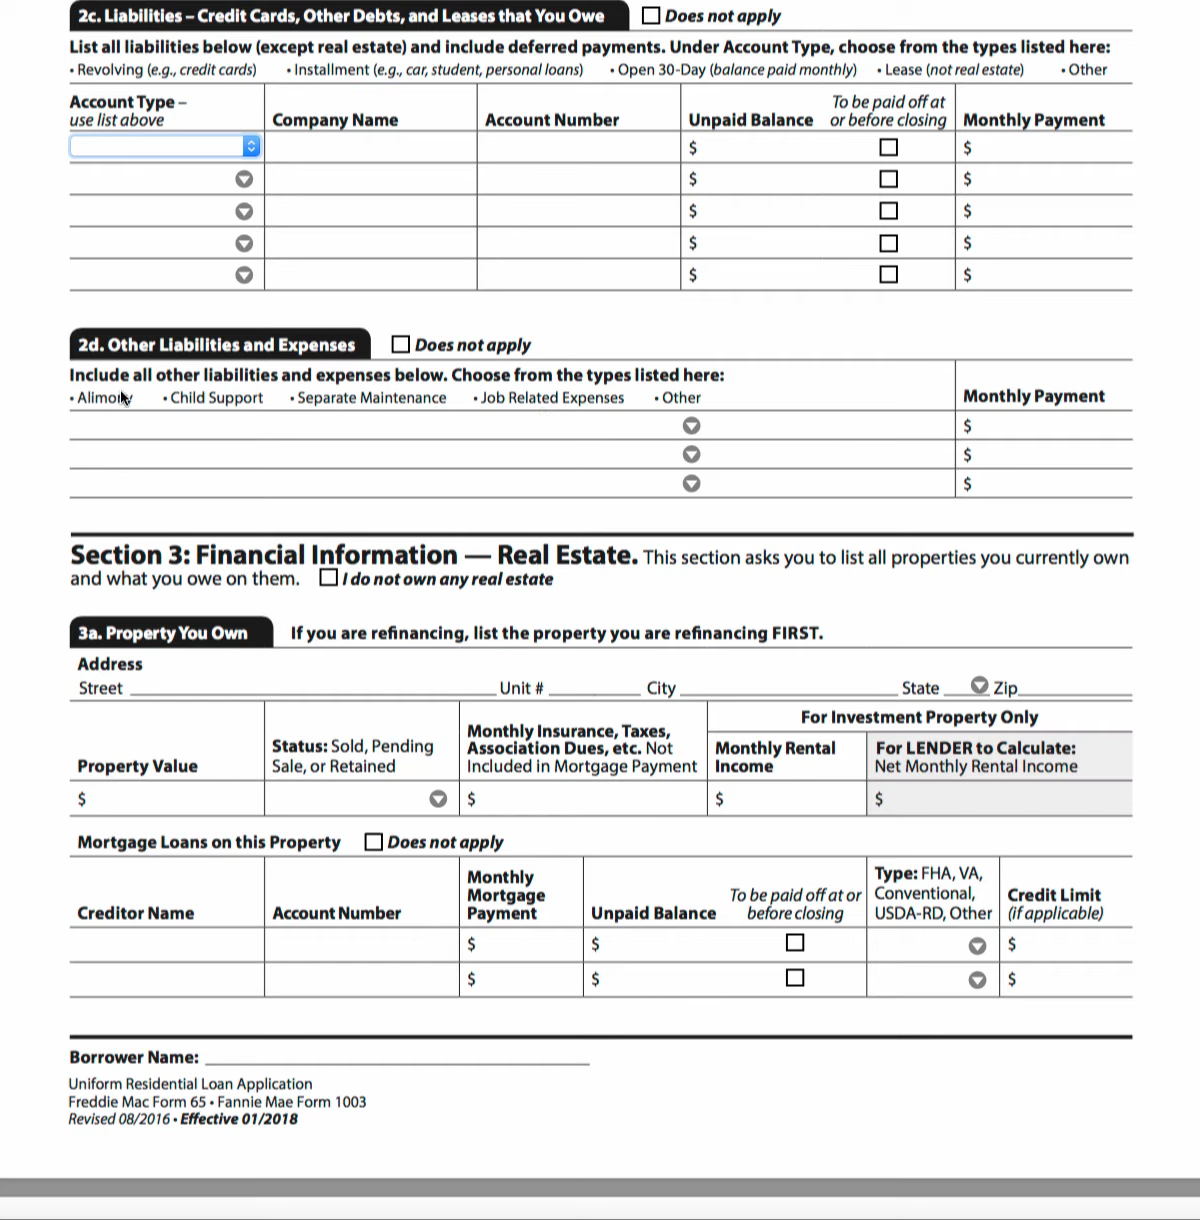 2c. Liabilities – Credit Cards, Other Debts, and Leases that You Owe Does not apply
List all liabilities below (except real estate) and include deferred payments. Under Account Type, choose from the types listed here:
• Revolving (e.g., credit cards) • Installment (e.g., car, student, personal loans) • Open 30-Day (balance paid monthly) • Lease (not real estate) • Other
Account Type –
use list above
Company Name
Account Number
Unpaid Balance
To be paid off at
or before closing
Monthly Payment
$ $
$ $
$ $
$ $
$ $
2d. Other Liabilities and Expenses Does not apply
Include all other liabilities and expenses below. Choose from the types listed here:
• Alimony • Child Support • Separate Maintenance • Job Related Expenses • Other
Monthly Payment
$
$
$
Section 3: Financial Information — Real Estate. This section asks you to list all properties you currently own
and what you owe on them. I do not own any real estate
3a. Property You Own If you are refinancing, list the property you are refinancing FIRST.
Address
Street Unit # City State Zip
Property Value
Status: Sold, Pending
Sale, or Retained
Monthly Insurance, Taxes,
Association Dues, etc. Not
Included in Mortgage Payment
For Investment Property Only
Monthly Rental
Income
For LENDER to Calculate:
Net Monthly Rental Income
$ $ $ $
Mortgage Loans on this Property Does not apply
Creditor Name
Account Number
Monthly
Mortgage
Payment
Unpaid Balance
To be paid off at or
before closing
Type: FHA, VA,
Conventional,
USDA-RD, Other
Credit Limit
(if applicable)
$ $ $
$ $ $
Borrower Name:
Uniform Residential Loan Application
Freddie Mac Form 65 • Fannie Mae Form 1003
Revised 08/2016 • Effective 01/2018